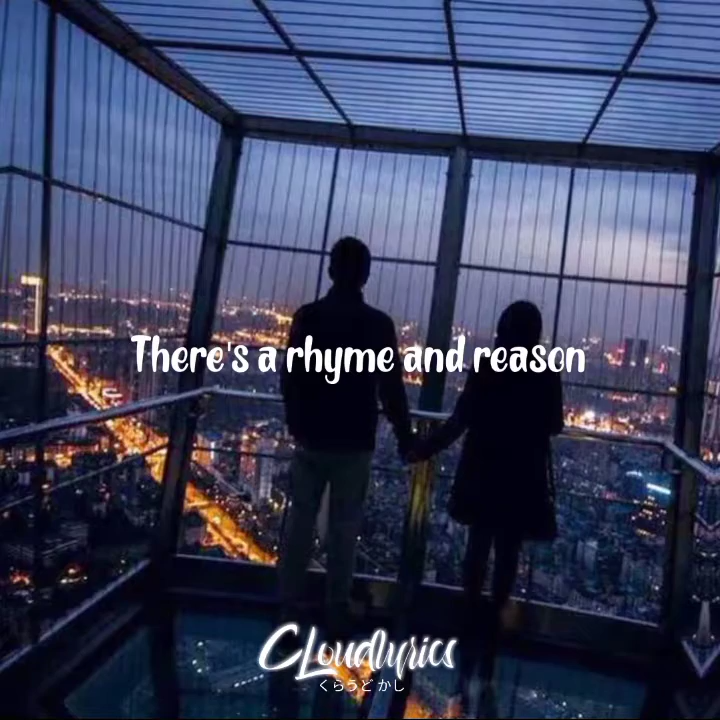 There's a rhyme and reason
CLoudlyrics
くらうど かし